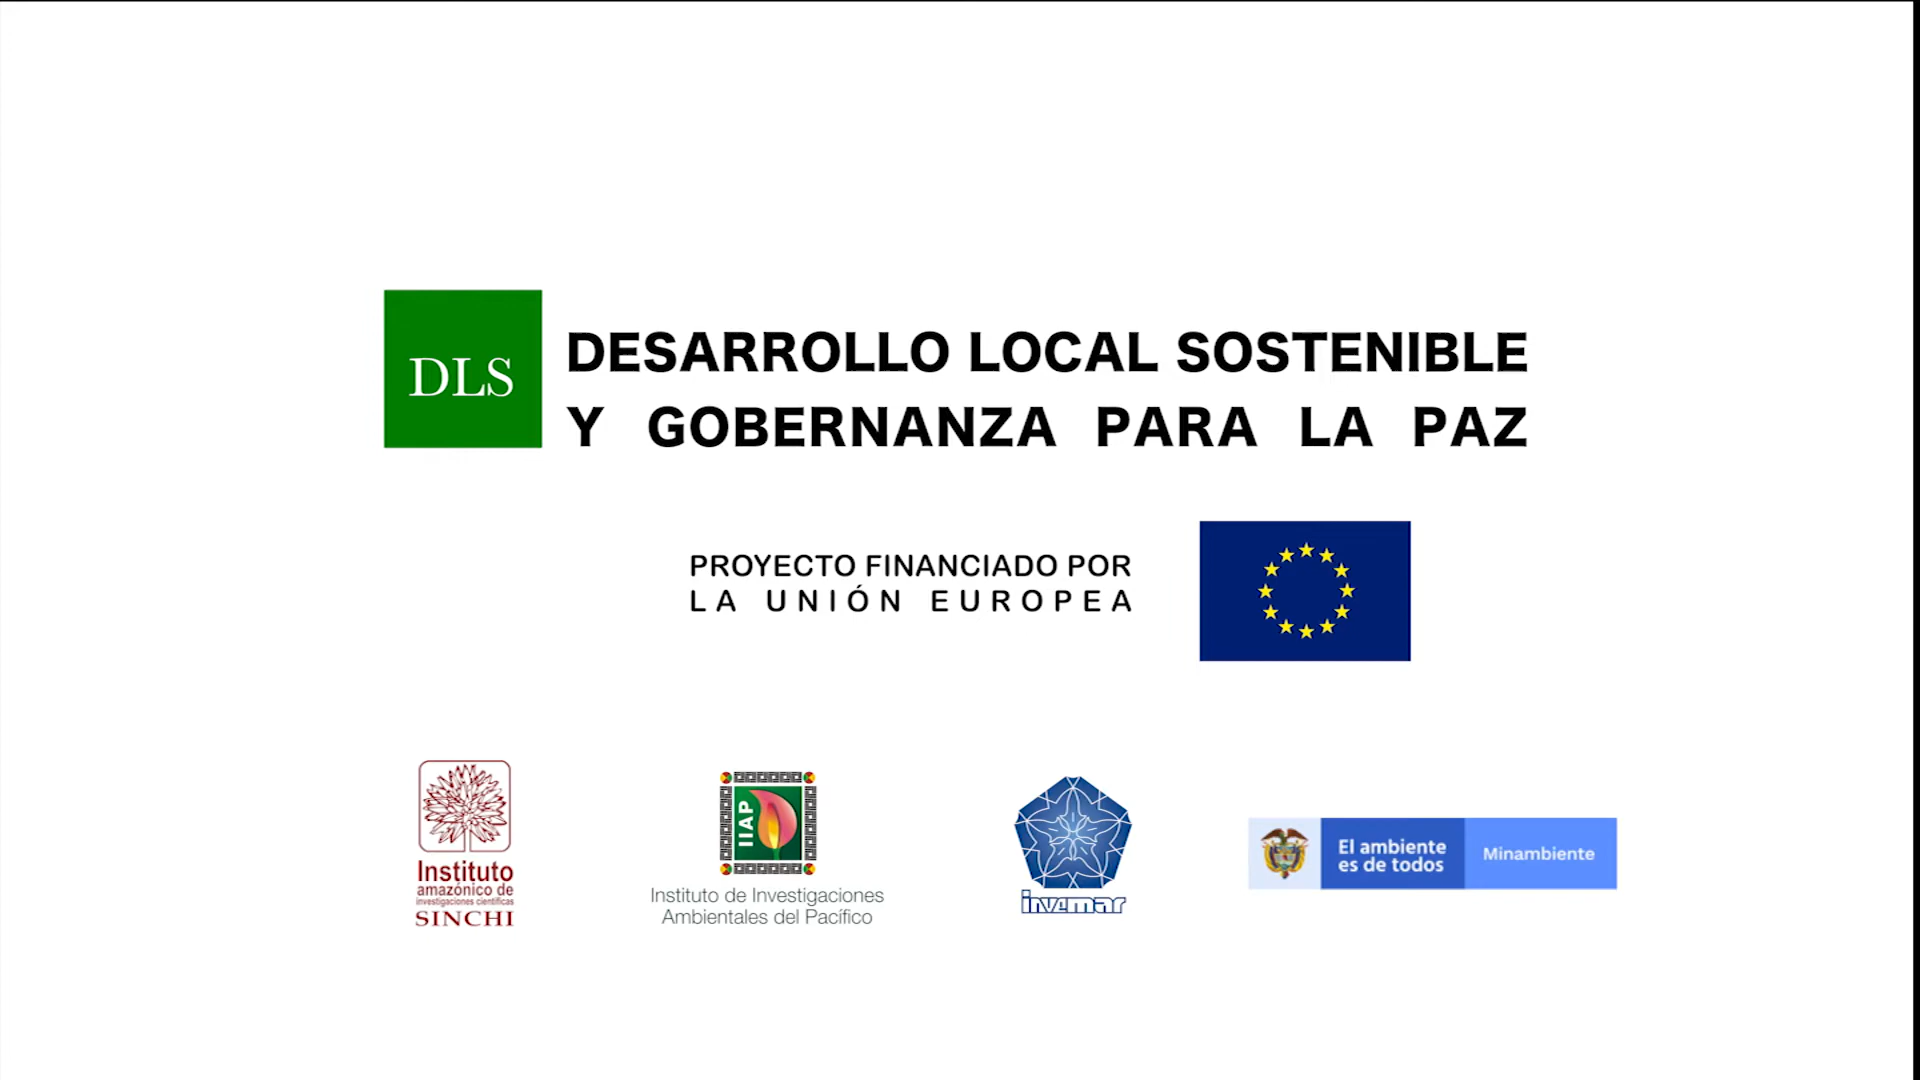 DLS
DESARROLLO LOCAL SOSTENIBLE
Y GOBERNANZA PARA LA PAZ
PROYECTO FINANCIADO POR
LA UNIÓN EUROPEA
Instituto
amazónico de
investigaciones científicas
SINCHI
IIAP
Instituto de Investigaciones
Ambientales del Pacífico
invemar
El ambiente
es de todos
Minambiente